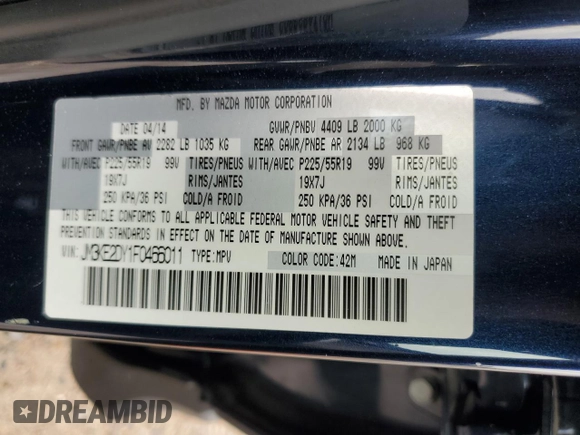 MFD. BY MAZDA MOTOR CORPORATION
DATE 04/14 GVWR/PNBV 4409 LB 2000 KG
FRONT GAWR/PNBE AV 2282 LB 1035 KG REAR GAWR/PNBE AR 2134 LB 968 KG
WITH/AVEC P225/55R19 99V TIRES/PNEUS WITH/AVEC P225/55R19 99V TIRES/PNEUS
19X7J RIMS/JANTES 19X7J RIMS/JANTES
250 KPA/36 PSI COLD/A FROID 250 KPA/36 PSI COLD/A FROID
THIS VEHICLE CONFORMS TO ALL APPLICABLE FEDERAL MOTOR VEHICLE SAFETY AND THEFT
PREVENTION STANDARDS IN EFFECT ON THE DATE OF MANUFACTURE SHOWN ABOVE.
VIN: JM3KE2DY1F0466011 TYPE:MPV COLOR CODE:42M MADE IN JAPAN
DREAMBID